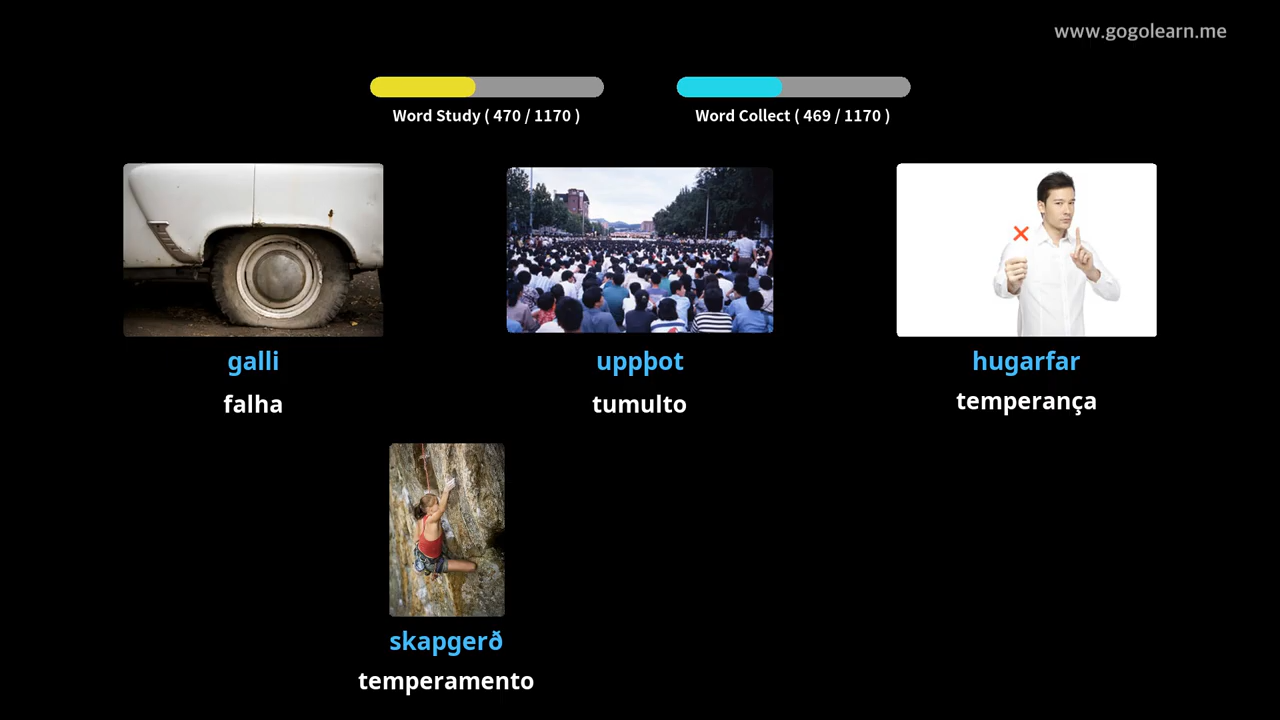 www.gogolearn.me
Word Study ( 470 / 1170 )
Word Collect ( 469 / 1170 )
galli
falha
uppþot
tumulto
hugarfar
temperança
skapgerð
temperamento